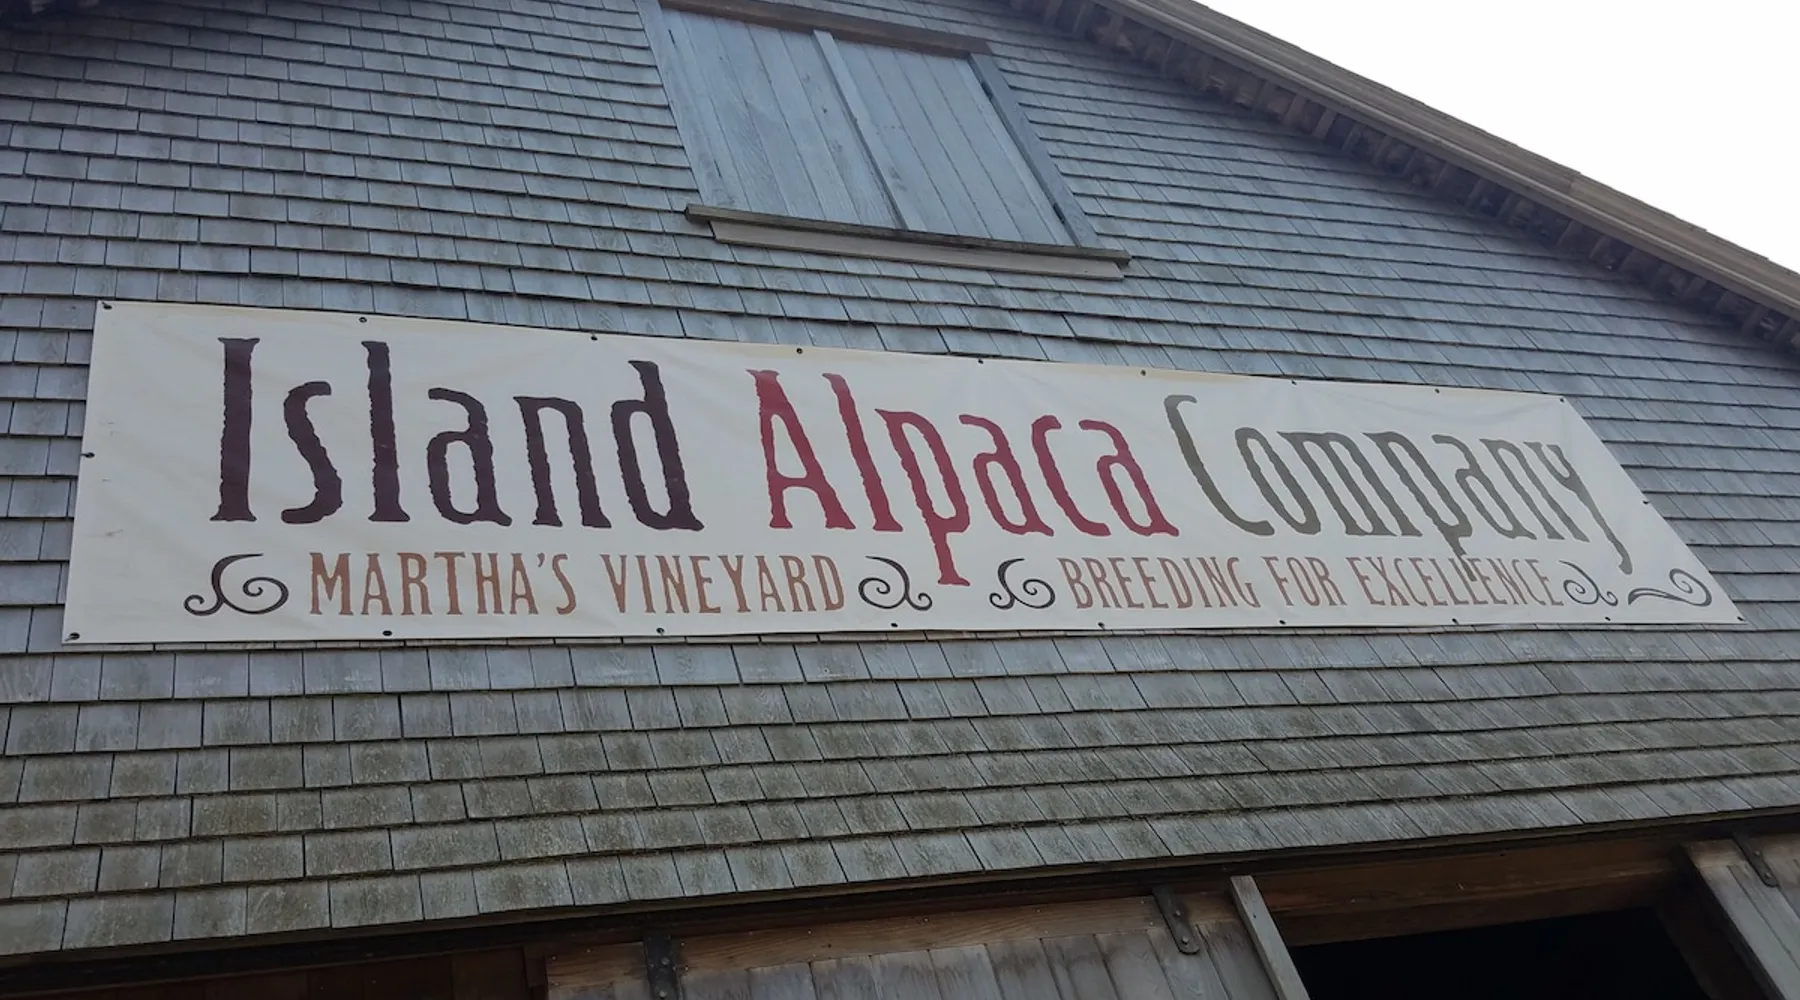 Island Alpaca Company
MARTHA'S VINEYARD BREEDING FOR EXCELLENCE